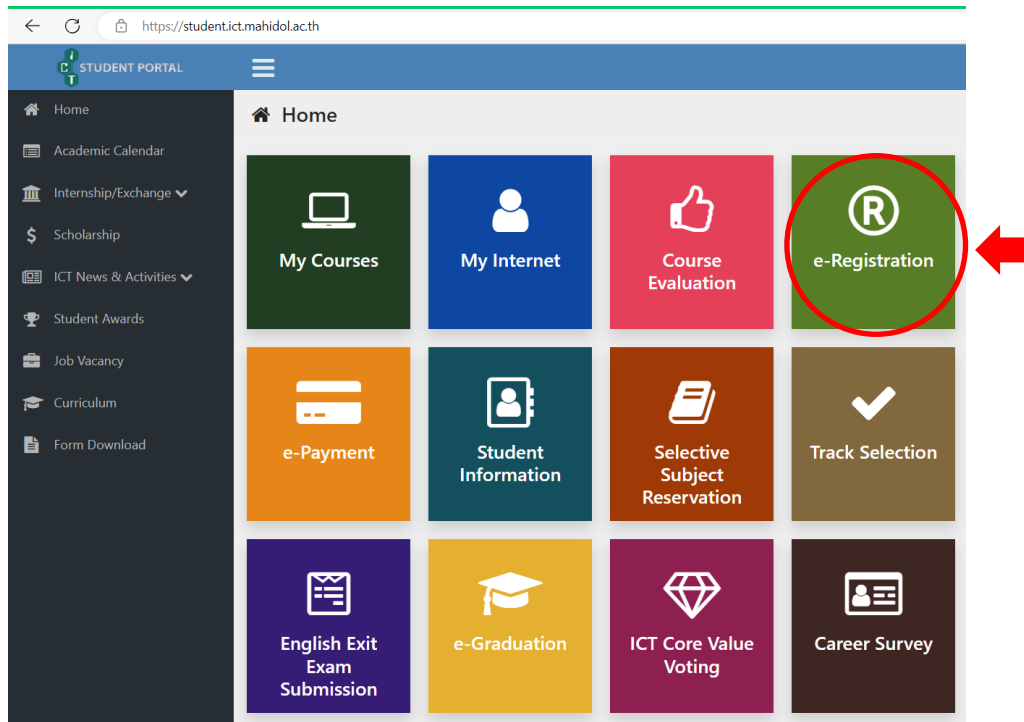 https://student.ict.mahidol.ac.th
ICT STUDENT PORTAL
Home
Academic Calendar
Internship/Exchange
Scholarship
ICT News & Activities
Student Awards
Job Vacancy
Curriculum
Form Download
Home
My Courses
My Internet
Course
Evaluation
R
e-Registration
e-Payment
Student
Information
Selective
Subject
Reservation
Track Selection
English Exit
Exam
Submission
e-Graduation
ICT Core Value
Voting
Career Survey